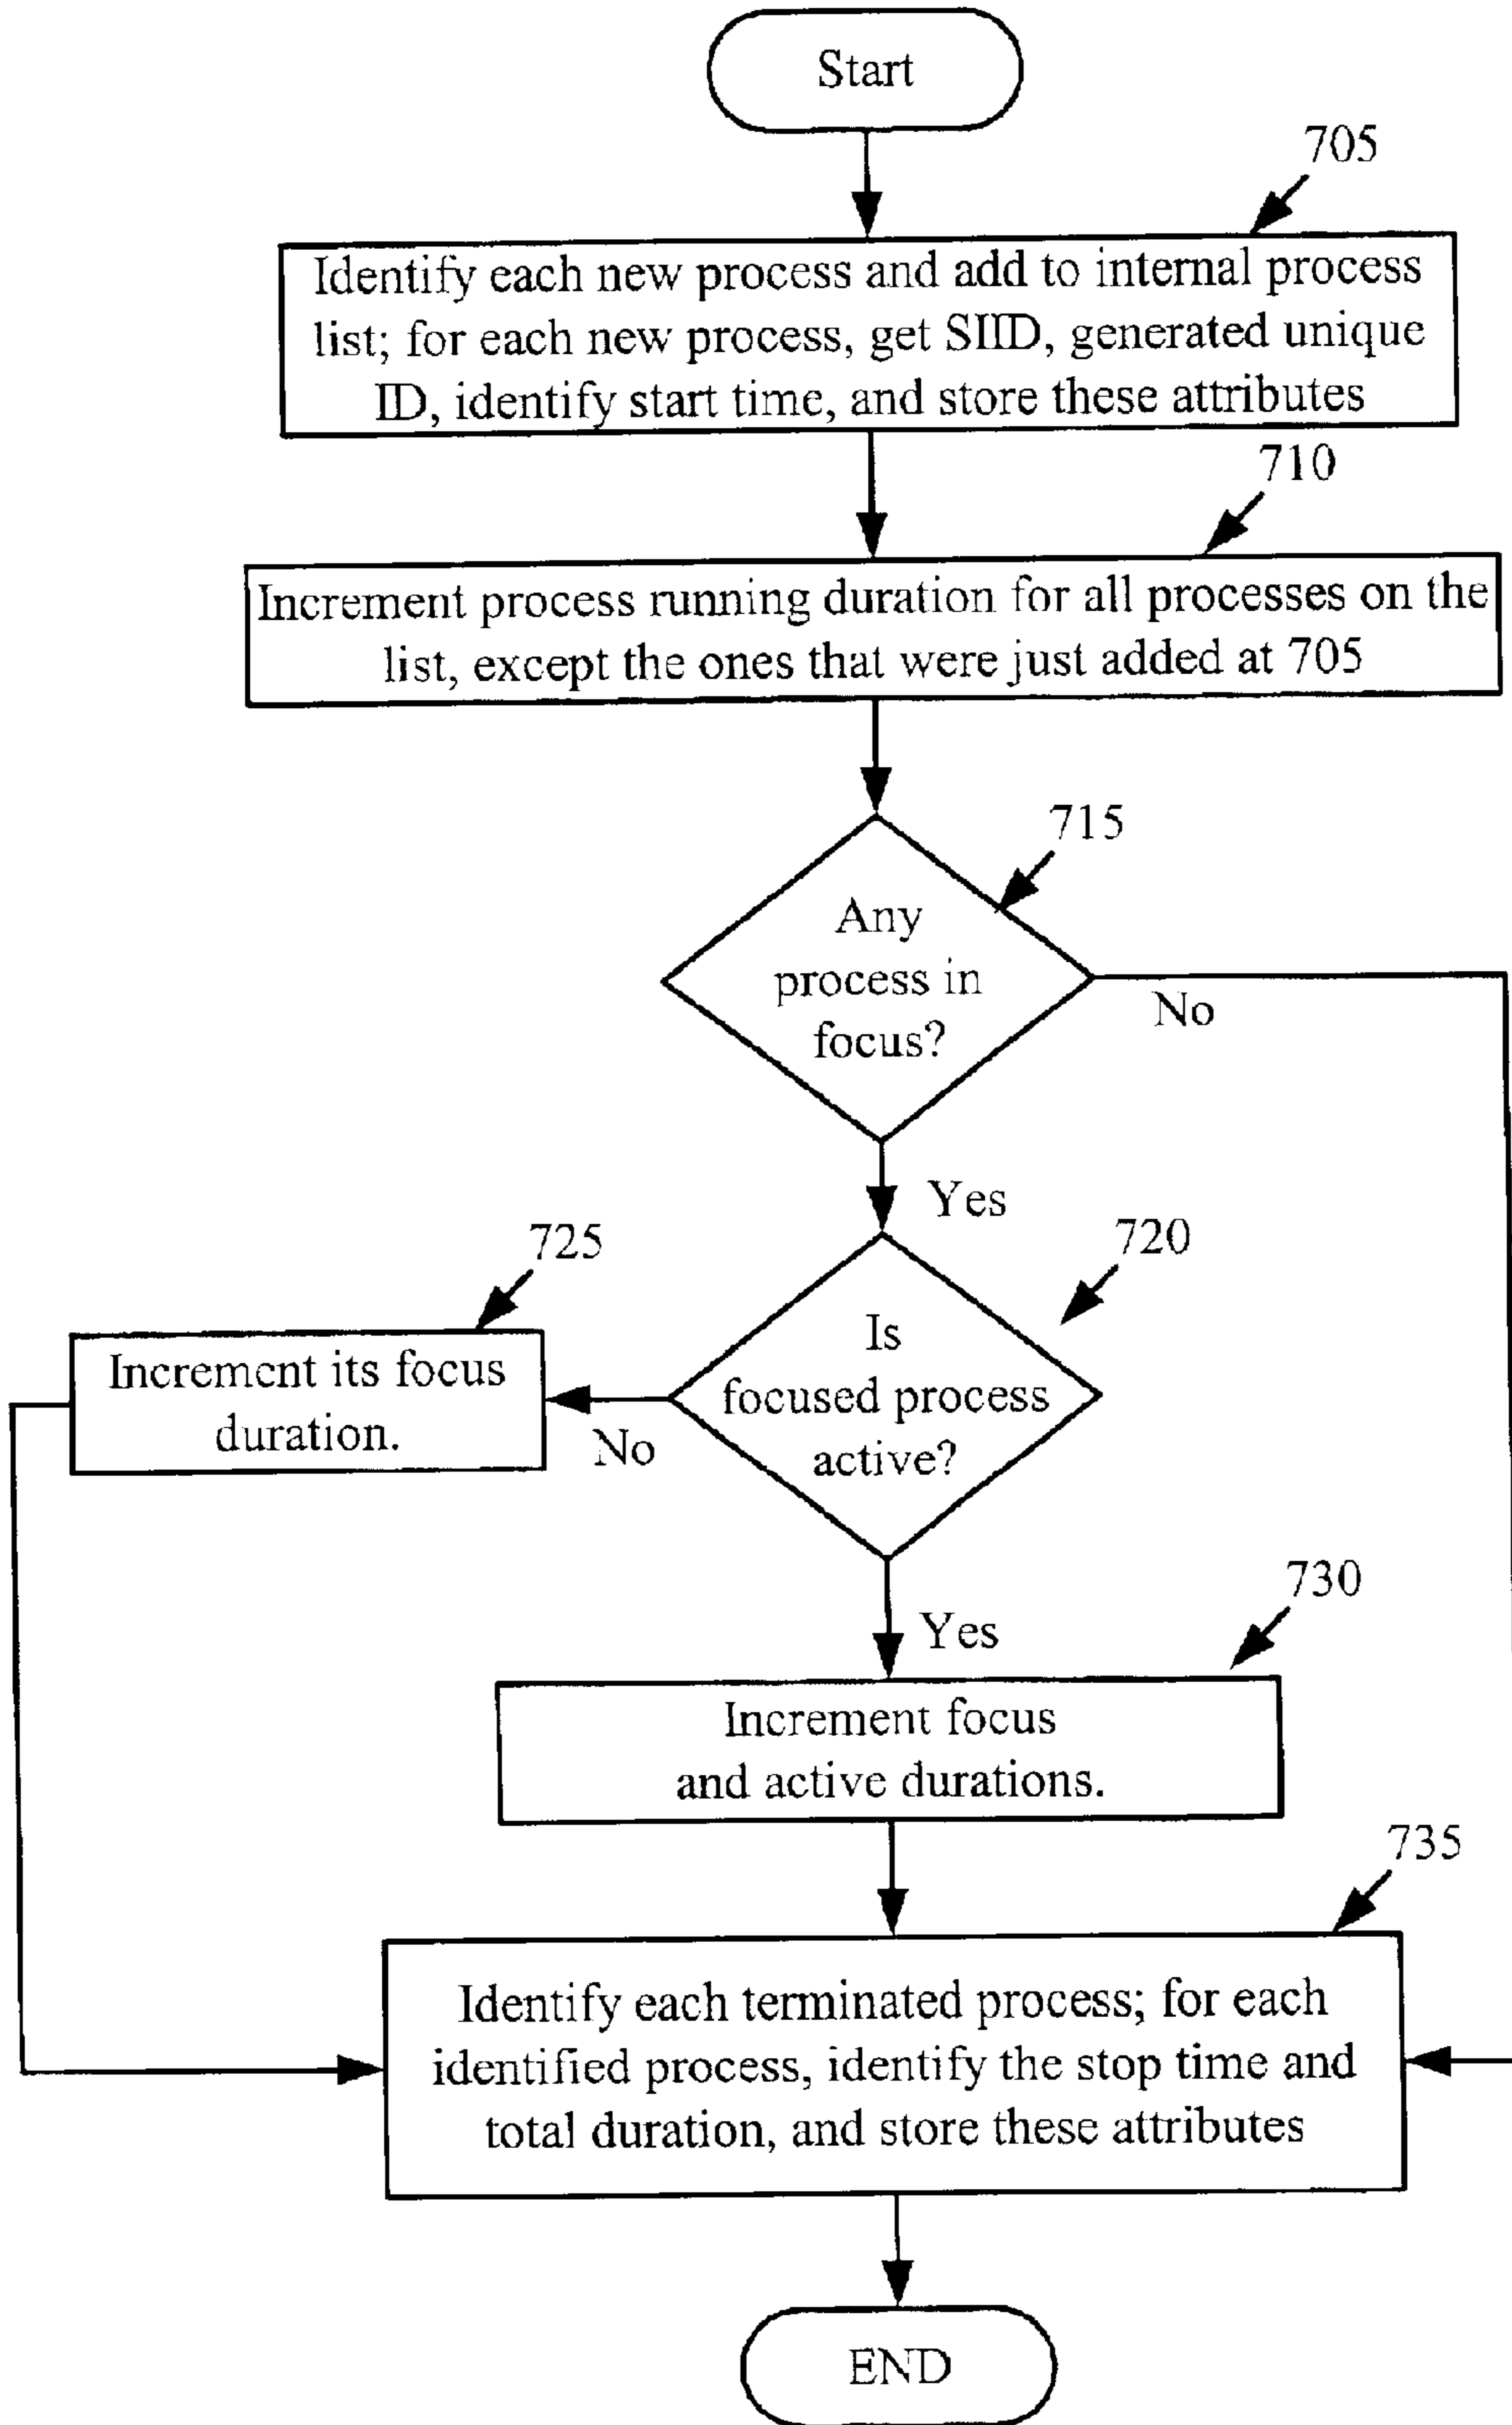 Start
705
Identify each new process and add to internal process
list; for each new process, get SIID, generated unique
ID, identify start time, and store these attributes
710
Increment process running duration for all processes on the
list, except the ones that were just added at 705
715
Any
process in
focus?
No
Yes
720
725
Is
focused process
active?
Increment its focus
duration.
No
730
Yes
Increment focus
and active durations.
735
Identify each terminated process; for each
identified process, identify the stop time and
total duration, and store these attributes
END